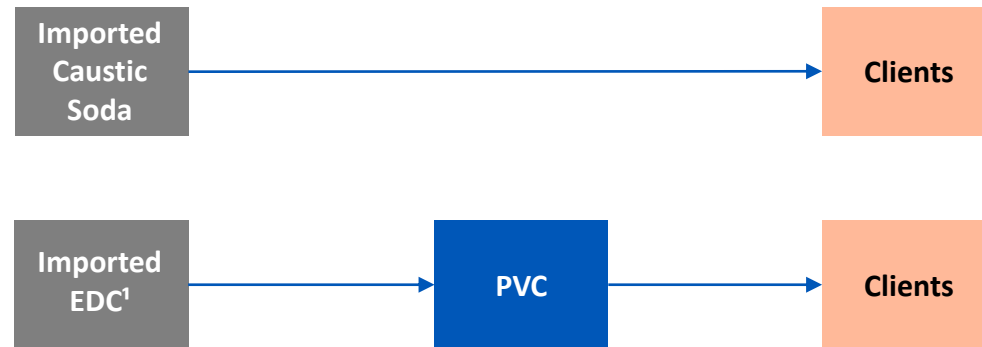 Imported
Caustic
Soda
Clients
Imported
EDC¹
PVC
Clients